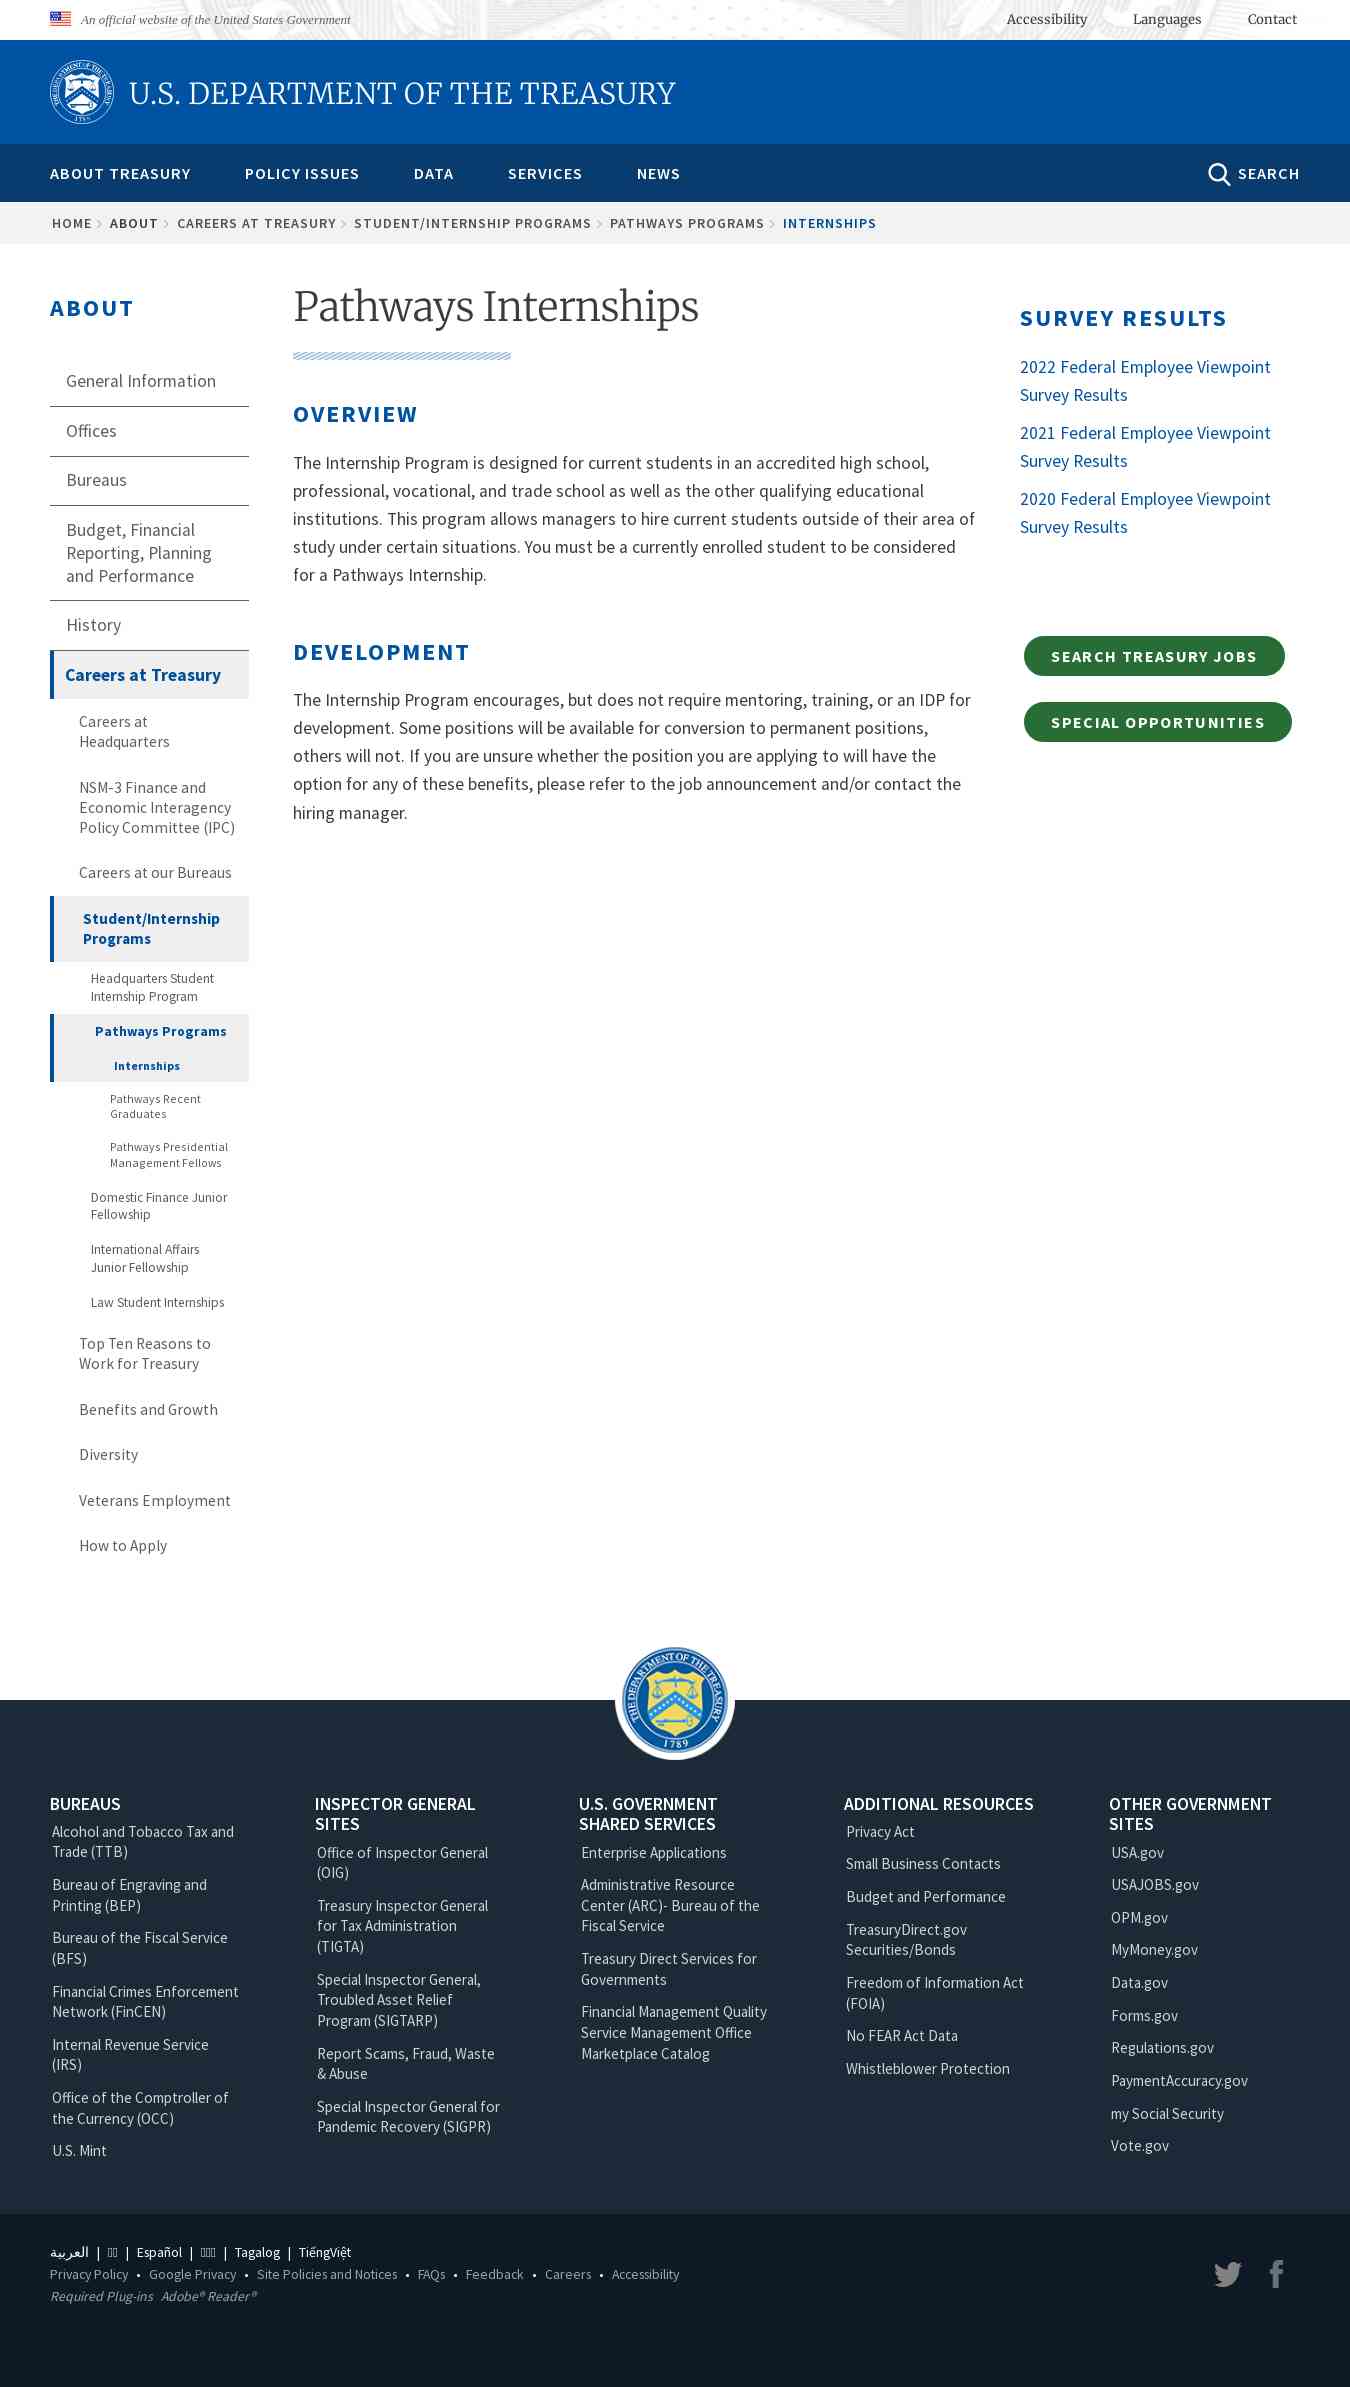 An official website of the United States Government
Accessibility Languages Contact
U.S. DEPARTMENT OF THE TREASURY
ABOUT TREASURY POLICY ISSUES DATA SERVICES NEWS SEARCH
HOME ABOUT CAREERS AT TREASURY STUDENT/INTERNSHIP PROGRAMS PATHWAYS PROGRAMS INTERNSHIPS
ABOUT
General Information
Offices
Bureaus
Budget, Financial
Reporting, Planning
and Performance
History
Careers at Treasury
Careers at
Headquarters
NSM-3 Finance and
Economic Interagency
Policy Committee (IPC)
Careers at our Bureaus
Student/Internship
Programs
Headquarters Student
Internship Program
Pathways Programs
Internships
Pathways Recent
Graduates
Pathways Presidential
Management Fellows
Domestic Finance Junior
Fellowship
International Affairs
Junior Fellowship
Law Student Internships
Top Ten Reasons to
Work for Treasury
Benefits and Growth
Diversity
Veterans Employment
How to Apply
Pathways Internships
OVERVIEW
The Internship Program is designed for current students in an accredited high school,
professional, vocational, and trade school as well as the other qualifying educational
institutions. This program allows managers to hire current students outside of their area of
study under certain situations. You must be a currently enrolled student to be considered
for a Pathways Internship.
DEVELOPMENT
The Internship Program encourages, but does not require mentoring, training, or an IDP for
development. Some positions will be available for conversion to permanent positions,
others will not. If you are unsure whether the position you are applying to will have the
option for any of these benefits, please refer to the job announcement and/or contact the
hiring manager.
SURVEY RESULTS
2022 Federal Employee Viewpoint
Survey Results
2021 Federal Employee Viewpoint
Survey Results
2020 Federal Employee Viewpoint
Survey Results
SEARCH TREASURY JOBS
SPECIAL OPPORTUNITIES
THE DEPARTMENT OF THE TREASURY
1789
BUREAUS
Alcohol and Tobacco Tax and
Trade (TTB)
Bureau of Engraving and
Printing (BEP)
Bureau of the Fiscal Service
(BFS)
Financial Crimes Enforcement
Network (FinCEN)
Internal Revenue Service
(IRS)
Office of the Comptroller of
the Currency (OCC)
U.S. Mint
INSPECTOR GENERAL
SITES
Office of Inspector General
(OIG)
Treasury Inspector General
for Tax Administration
(TIGTA)
Special Inspector General,
Troubled Asset Relief
Program (SIGTARP)
Report Scams, Fraud, Waste
& Abuse
Special Inspector General for
Pandemic Recovery (SIGPR)
U.S. GOVERNMENT
SHARED SERVICES
Enterprise Applications
Administrative Resource
Center (ARC)- Bureau of the
Fiscal Service
Treasury Direct Services for
Governments
Financial Management Quality
Service Management Office
Marketplace Catalog
ADDITIONAL RESOURCES
Privacy Act
Small Business Contacts
Budget and Performance
TreasuryDirect.gov
Securities/Bonds
Freedom of Information Act
(FOIA)
No FEAR Act Data
Whistleblower Protection
OTHER GOVERNMENT
SITES
USA.gov
USAJOBS.gov
OPM.gov
MyMoney.gov
Data.gov
Forms.gov
Regulations.gov
PaymentAccuracy.gov
my Social Security
Vote.gov
العربية | | Español | | Tagalog | TiếngViệt
Privacy Policy • Google Privacy • Site Policies and Notices • FAQs • Feedback • Careers • Accessibility
Required Plug-ins Adobe® Reader®